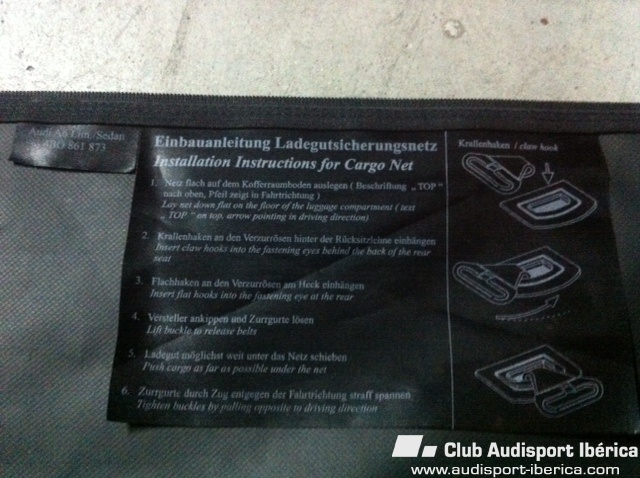 Audi A6 Lim./Sedan
4BD 861 873
Einbauanleitung Ladegutsicherungsnetz
Installation Instructions for Cargo Net
1. Netz flach auf dem Kofferraumboden auslegen ( Beschriftung „TOP“
nach oben, Pfeil zeigt in Fahrtrichtung )
Lay net down flat on the floor of the luggage compartment ( text
„ TOP “ on top, arrow pointing in driving direction)
2. Krallenhaken an den Verzurrösen hinter der Rücksitzlehne einhängen
Insert claw hooks into the fastening eyes behind the back of the rear
seat
3. Flachhaken an den Verzurrösen am Heck einhängen
Insert flat hooks into the fastening eye at the rear
4. Versteller ankippen und Zurrgurte lösen
Lift buckle to release belts
5. Ladegut möglichst weit unter das Netz schieben
Push cargo as far as possible under the net
6. Zurrgurte durch Zug entgegen der Fahrtrichtung straff spannen
Tighten buckles by pulling opposite to driving direction
Krallenhaken / claw hook
Club Audisport Ibérica
www.audisport-iberica.com